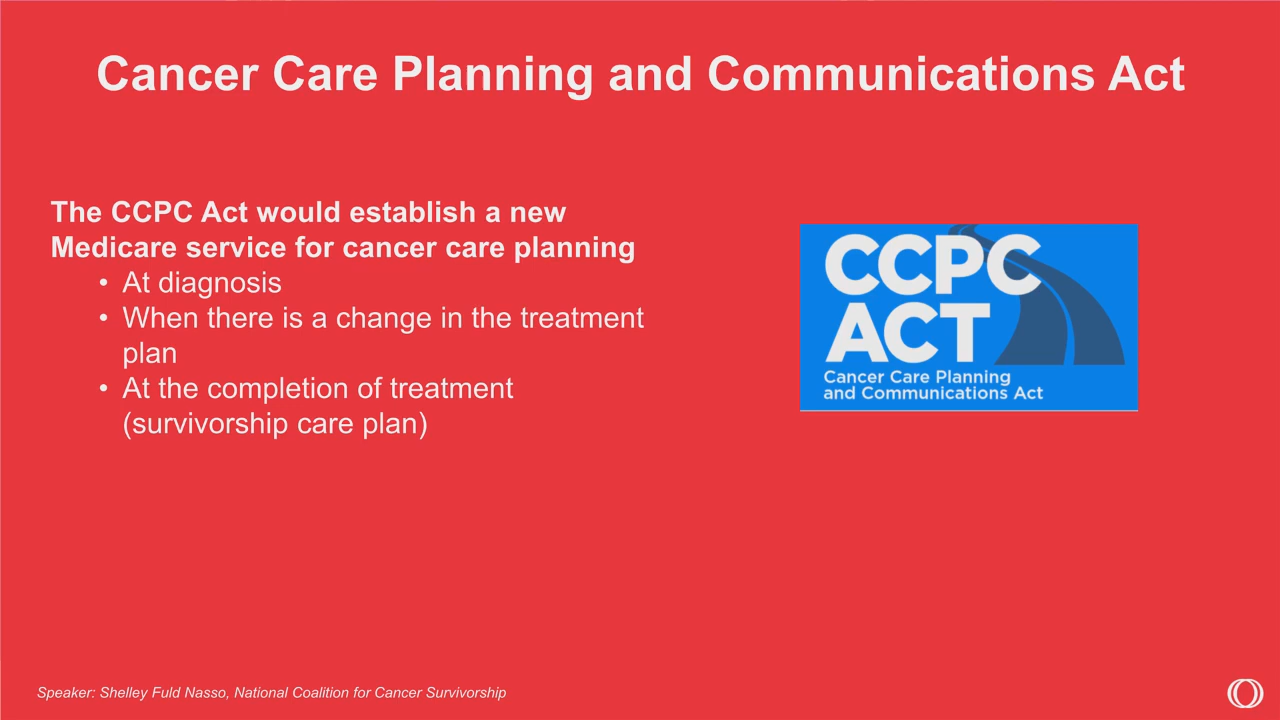 Cancer Care Planning and Communications Act
The CCPC Act would establish a new
Medicare service for cancer care planning
• At diagnosis
• When there is a change in the treatment
plan
• At the completion of treatment
(survivorship care plan)
CCPC
ACT
Cancer Care Planning
and Communications Act
Speaker: Shelley Fuld Nasso, National Coalition for Cancer Survivorship